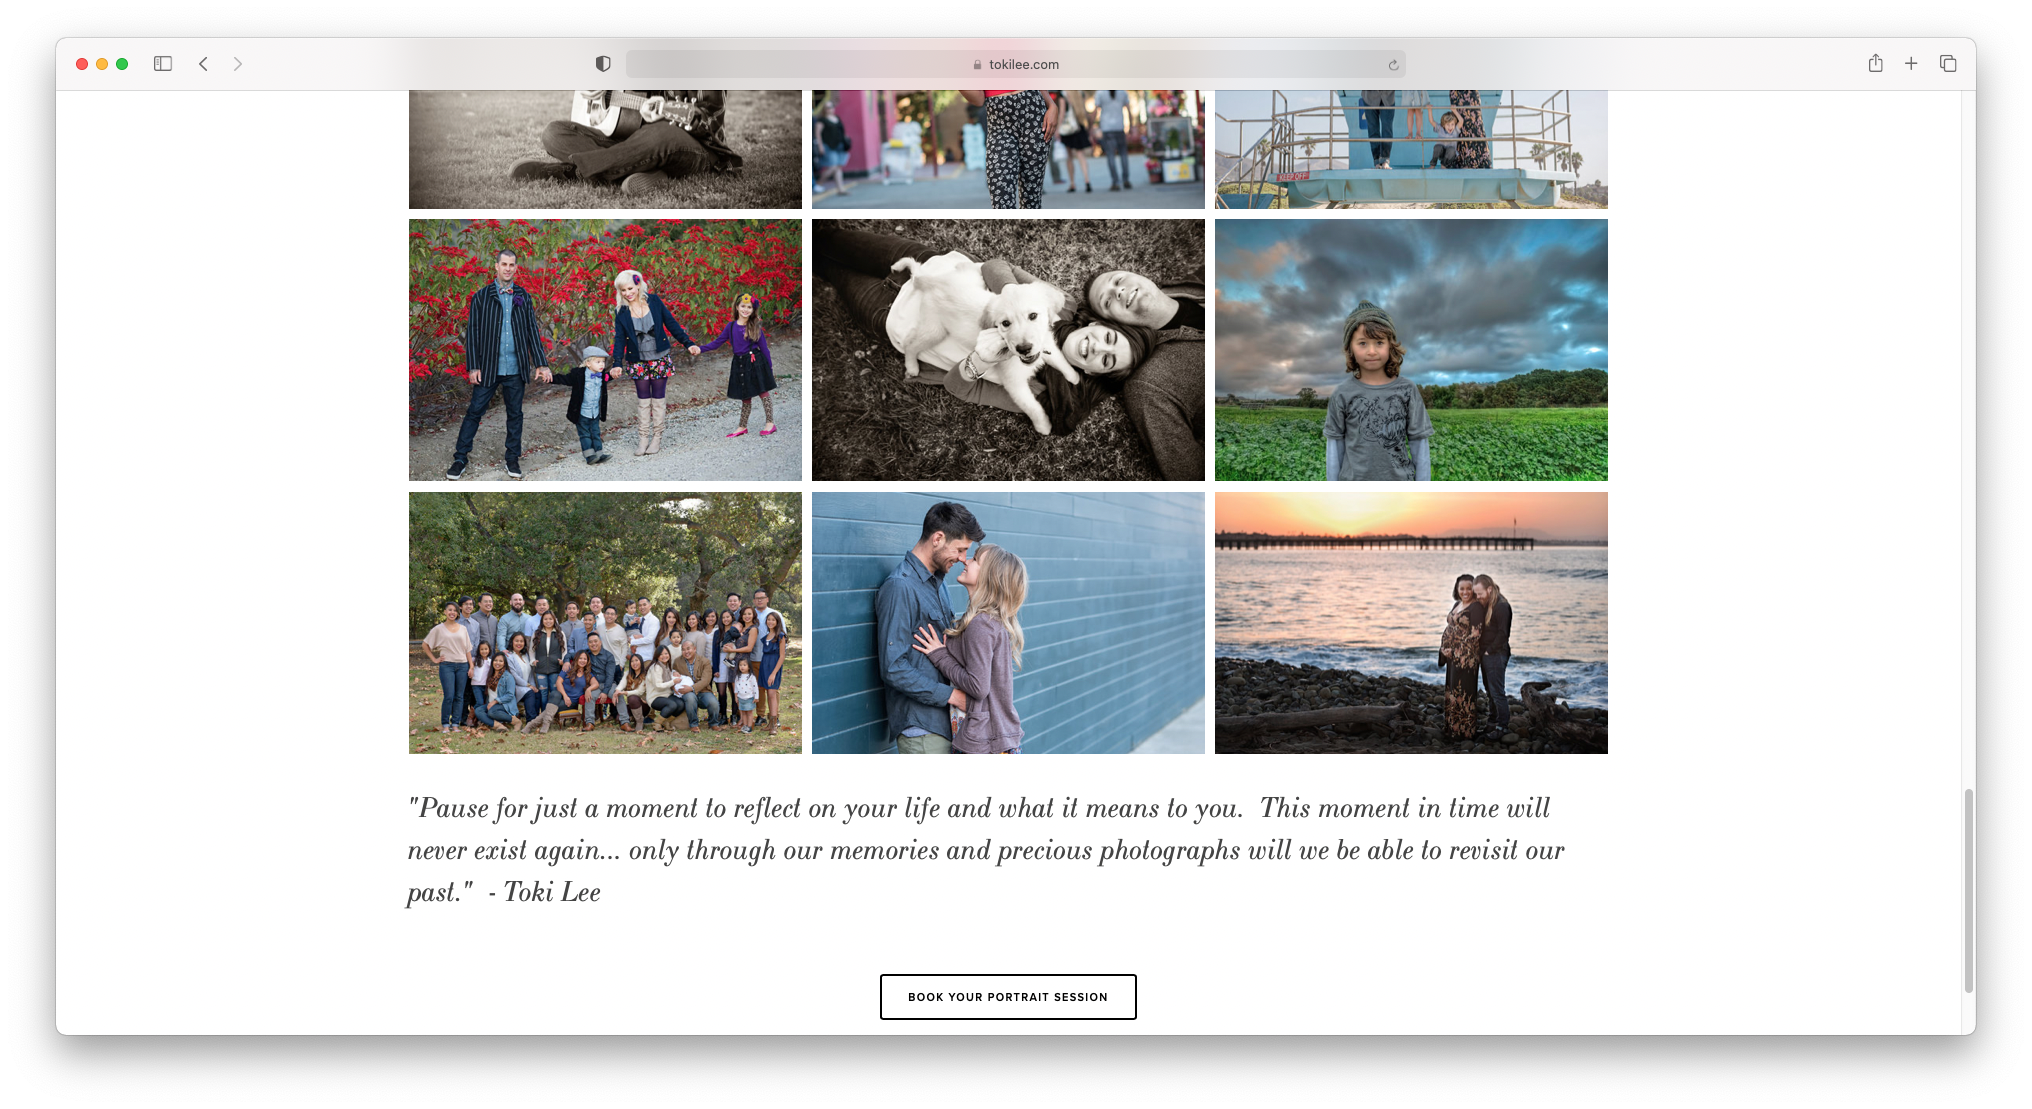 tokilee.com
KEEP OFF
"Pause for just a moment to reflect on your life and what it means to you.  This moment in time will
never exist again... only through our memories and precious photographs will we be able to revisit our
past."  - Toki Lee
BOOK YOUR PORTRAIT SESSION